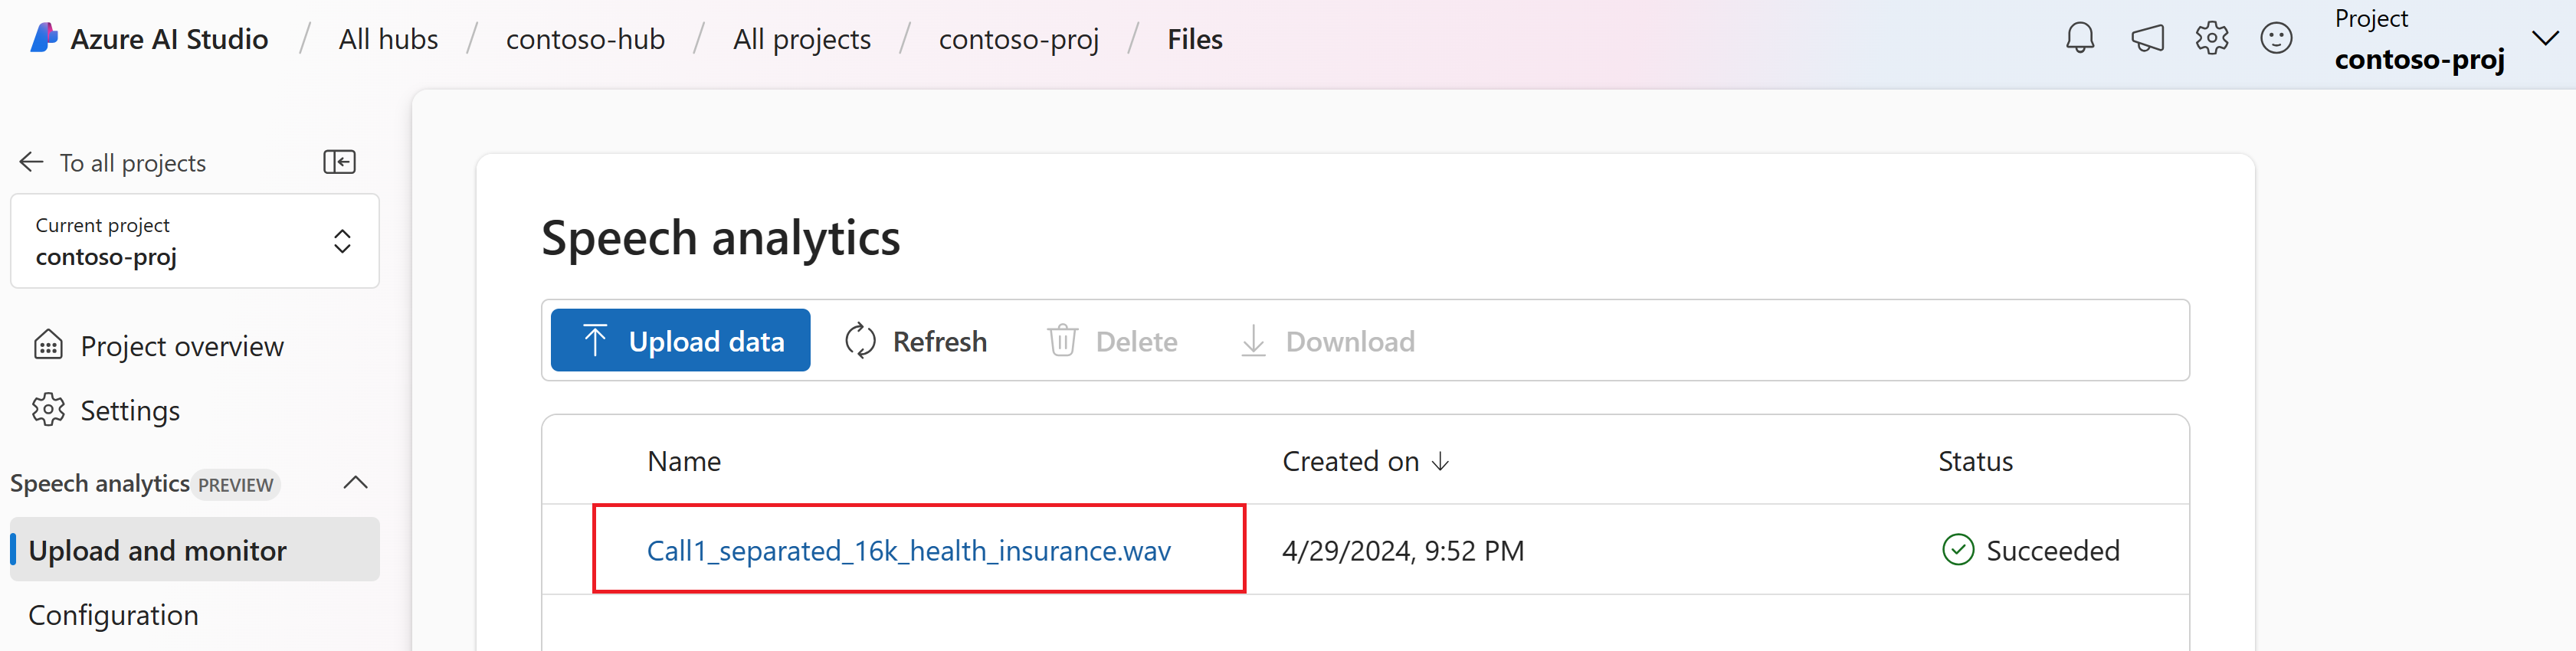 Azure AI Studio / All hubs / contoso-hub / All projects / contoso-proj / Files
Project
contoso-proj
To all projects
Current project
contoso-proj
Project overview
Settings
Speech analytics PREVIEW
Upload and monitor
Configuration
Speech analytics
Upload data Refresh Delete Download
Name Created on Status
Call1_separated_16k_health_insurance.wav 4/29/2024, 9:52 PM Succeeded